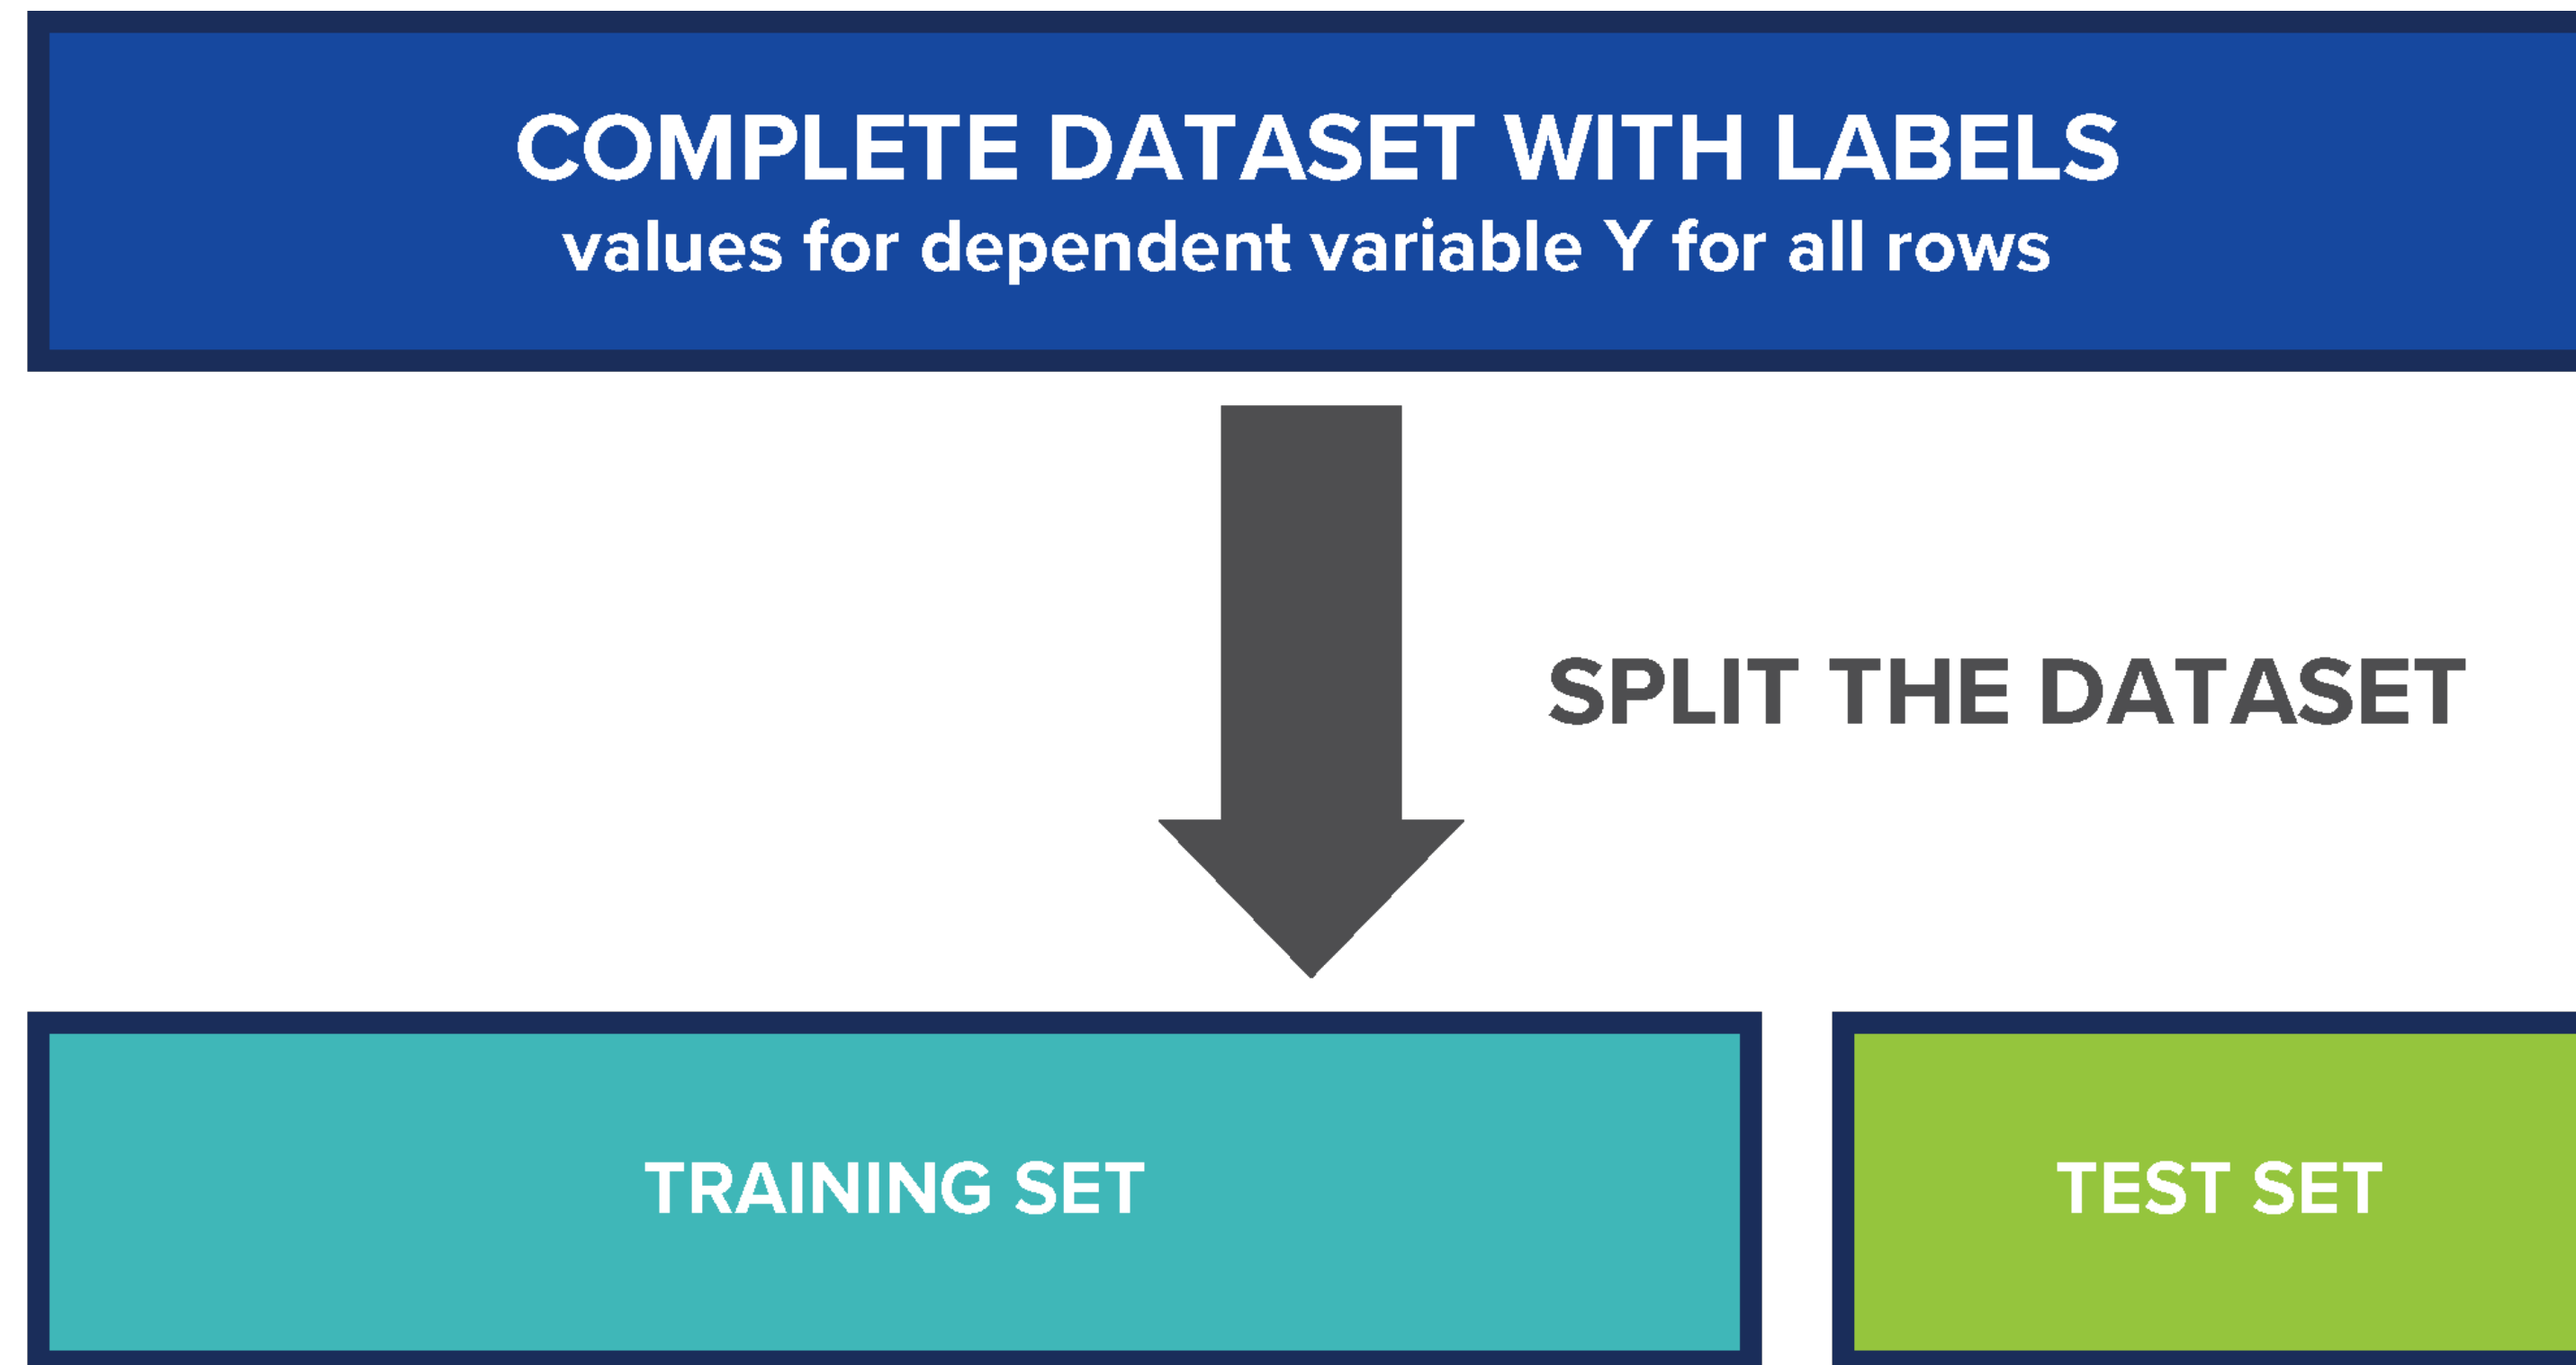 COMPLETE DATASET WITH LABELS
values for dependent variable Y for all rows
SPLIT THE DATASET
TRAINING SET
TEST SET